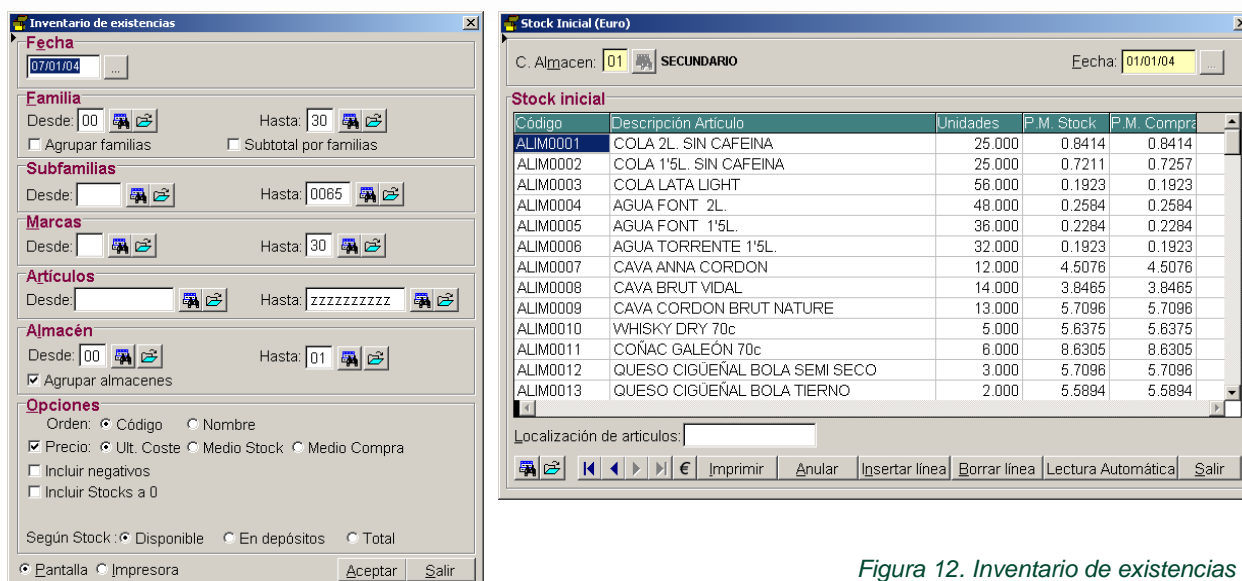 Inventario de existencias
Fecha
07/01/04 ...
Familia
Desde: 00 Hasta: 30
Agrupar familias Subtotal por familias
Subfamilias
Desde: Hasta: 0065
Marcas
Desde: Hasta: 30
Artículos
Desde: Hasta: zzzzzzzzzz
Almacén
Desde: 00 Hasta: 01
Agrupar almacenes
Opciones
Orden: Código Nombre
Precio: Ult. Coste Medio Stock Medio Compra
Incluir negativos
Incluir Stocks a 0
Según Stock : Disponible En depósitos Total
Pantalla Impresora Aceptar Salir
Stock Inicial (Euro)
C. Almacen: 01 SECUNDARIO Fecha: 01/01/04 ...
Stock inicial
Código Descripción Artículo Unidades P.M. Stock P.M. Compra
ALIM0001 COLA 2L. SIN CAFEINA 25.000 0.8414 0.8414
ALIM0002 COLA 1'5L. SIN CAFEINA 25.000 0.7211 0.7257
ALIM0003 COLA LATA LIGHT 56.000 0.1923 0.1923
ALIM0004 AGUA FONT 2L. 48.000 0.2584 0.2584
ALIM0005 AGUA FONT 1'5L. 36.000 0.2284 0.2284
ALIM0006 AGUA TORRENTE 1'5L. 32.000 0.1923 0.1923
ALIM0007 CAVA ANNA CORDON 12.000 4.5076 4.5076
ALIM0008 CAVA BRUT VIDAL 14.000 3.8465 3.8465
ALIM0009 CAVA CORDON BRUT NATURE 13.000 5.7096 5.7096
ALIM0010 WHISKY DRY 70c 5.000 5.6375 5.6375
ALIM0011 COÑAC GALEÓN 70c 6.000 8.6305 8.6305
ALIM0012 QUESO CIGÜEÑAL BOLA SEMI SECO 3.000 5.7096 5.7096
ALIM0013 QUESO CIGÜEÑAL BOLA TIERNO 2.000 5.5894 5.5894
Localización de articulos:
€ Imprimir Anular Insertar línea Borrar línea Lectura Automática Salir
Figura 12. Inventario de existencias